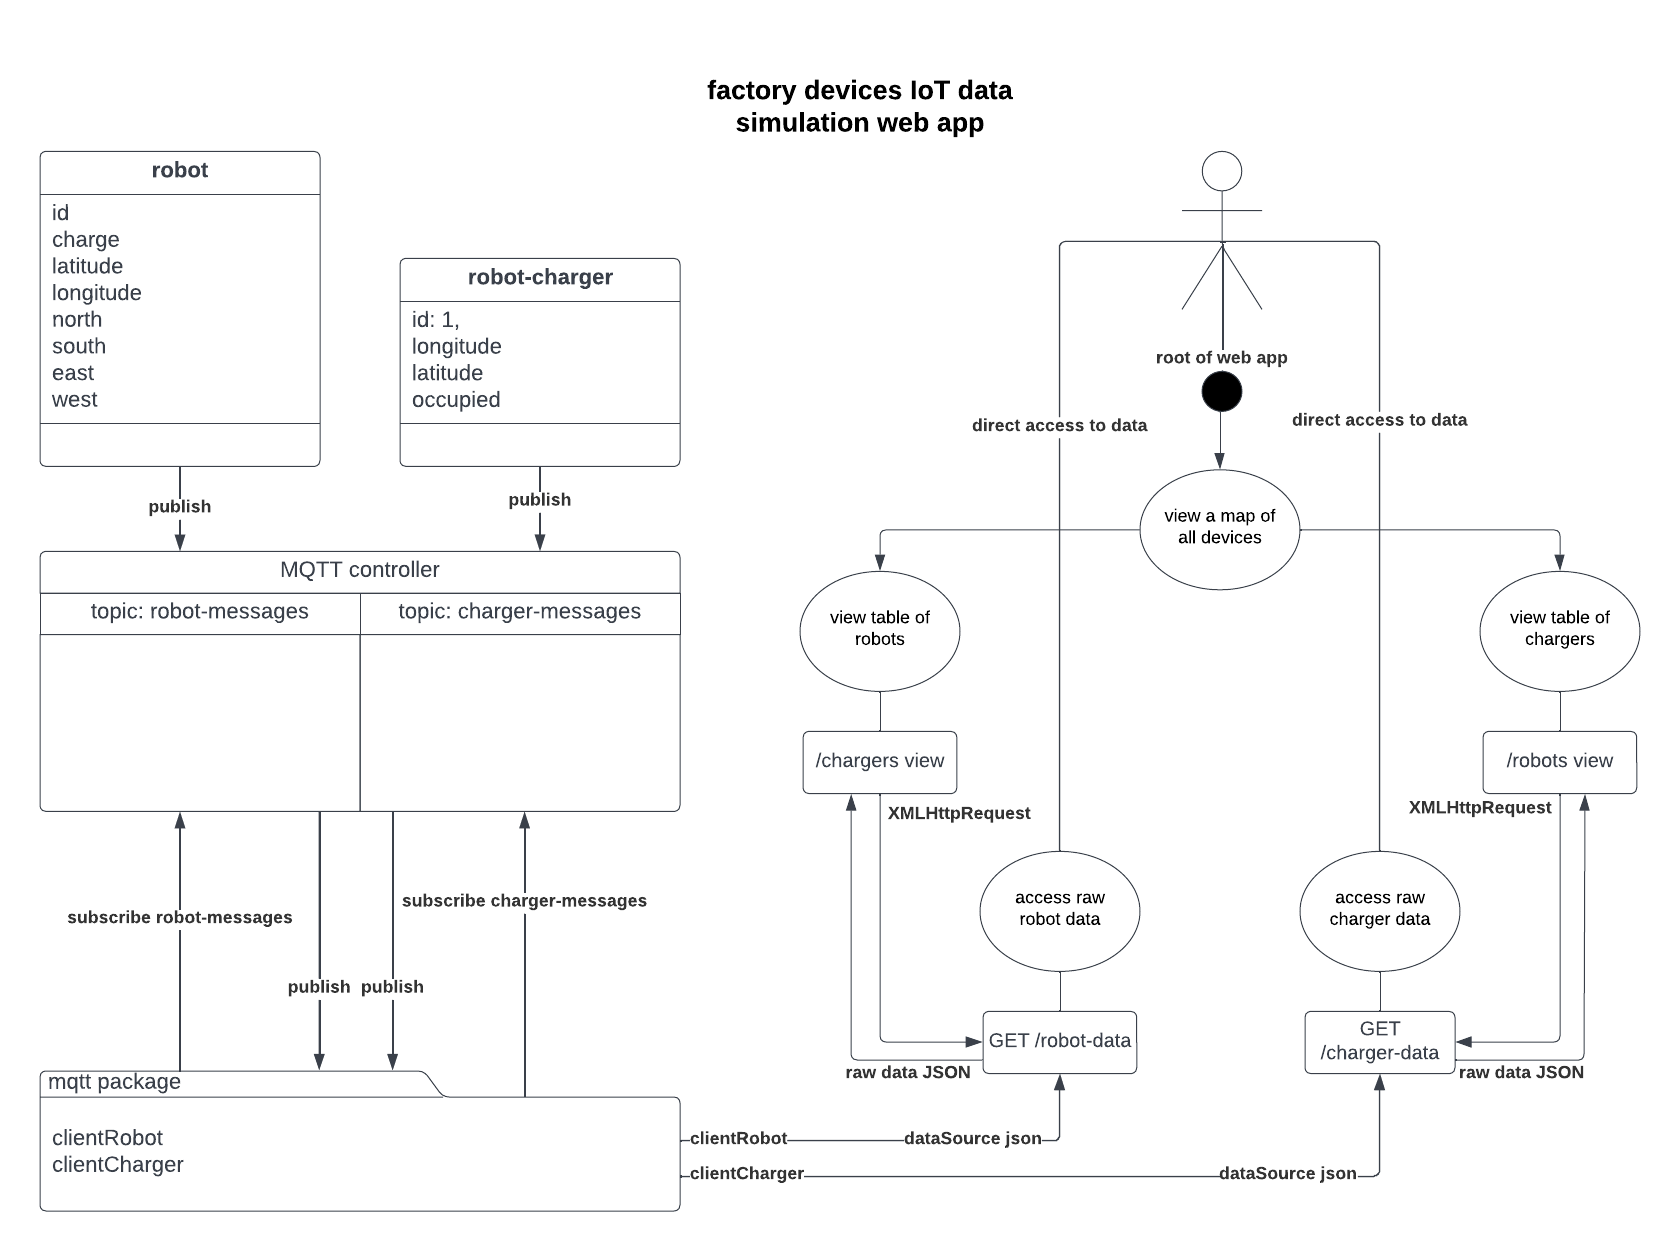 factory devices IoT data
simulation web app
robot
id
charge
latitude
longitude
north
south
east
west
robot-charger
id: 1,
longitude
latitude
occupied
publish
publish
MQTT controller
topic: robot-messages
topic: charger-messages
subscribe robot-messages
subscribe charger-messages
publish
publish
mqtt package
clientRobot
clientCharger
root of web app
direct access to data
direct access to data
view a map of
all devices
view table of
robots
view table of
chargers
/chargers view
/robots view
XMLHttpRequest
XMLHttpRequest
access raw
robot data
access raw
charger data
GET /robot-data
GET
/charger-data
raw data JSON
raw data JSON
clientRobot
dataSource json
clientCharger
dataSource json